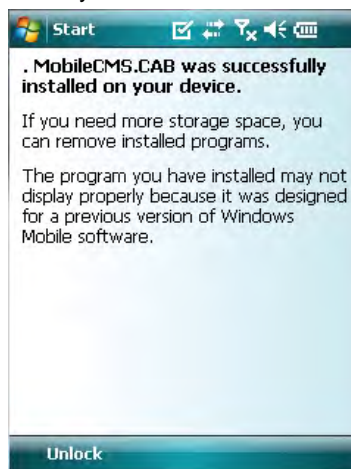 Start
. MobileCMS.CAB was successfully
installed on your device.
If you need more storage space, you
can remove installed programs.
The program you have installed may not
display properly because it was designed
for a previous version of Windows
Mobile software.
Unlock